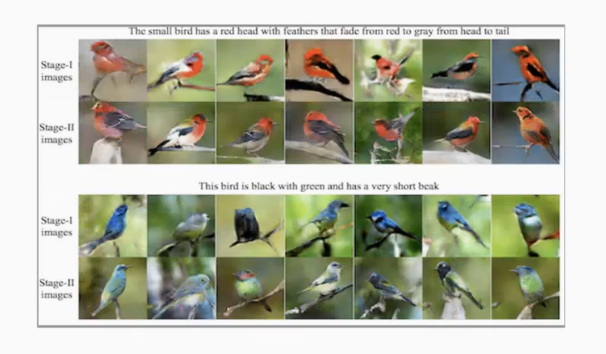 The small bird has a red head with feathers that fade from red to gray from head to tail
Stage-I
images
Stage-II
images
This bird is black with green and has a very short beak
Stage-I
images
Stage-II
images